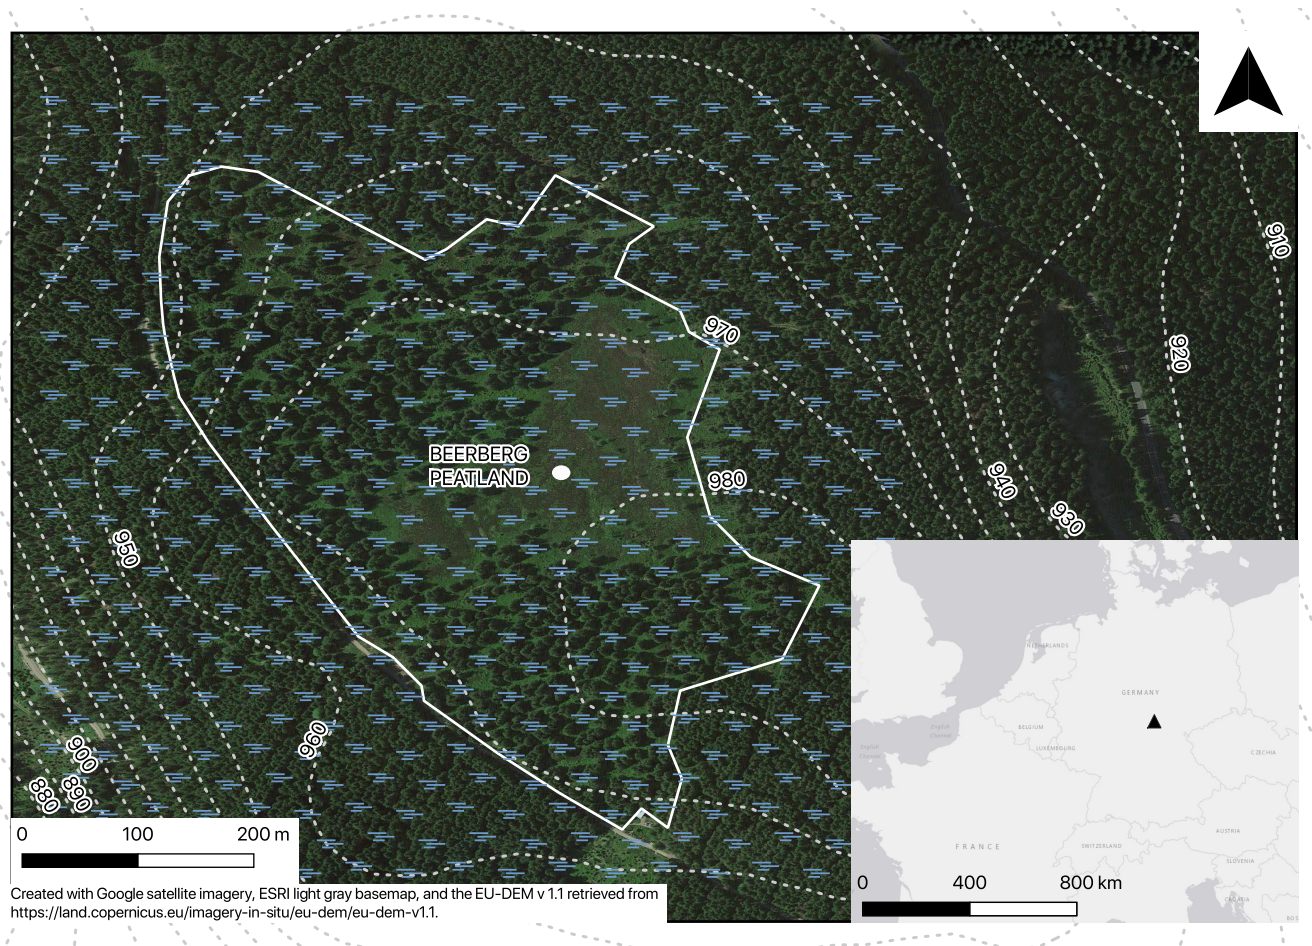 910
970
920
BEERBERG
PEATLAND
980
940
930
950
960
900
890
880
0 100 200 m
Created with Google satellite imagery, ESRI light gray basemap, and the EU-DEM v 1.1 retrieved from
https://land.copernicus.eu/imagery-in-situ/eu-dem/eu-dem-v1.1.
NETHERLANDS
GERMANY
BELGIUM
English
Channel
LUXEMBOURG
English
Channel
CZECHIA
FRANCE
SWITZERLAND
AUSTRIA
SLOVENIA
CROATIA
0 400 800 km